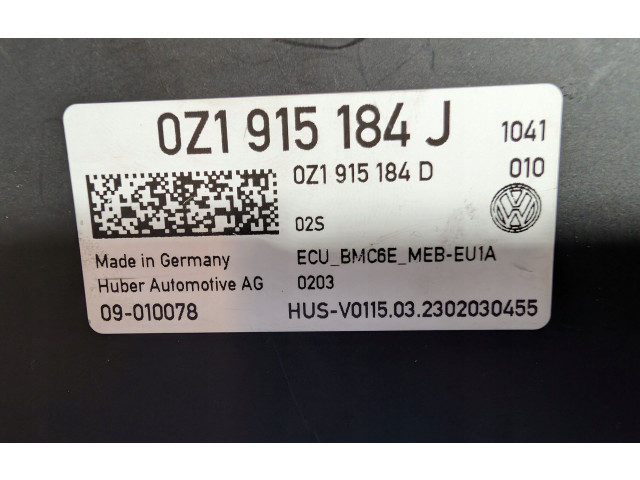 0Z1 915 184 J 1041
0Z1 915 184 D 010
02S
Made in Germany ECU_BMC6E_MEB-EU1A
Huber Automotive AG 0203
09-010078 HUS-V0115.03.2302030455